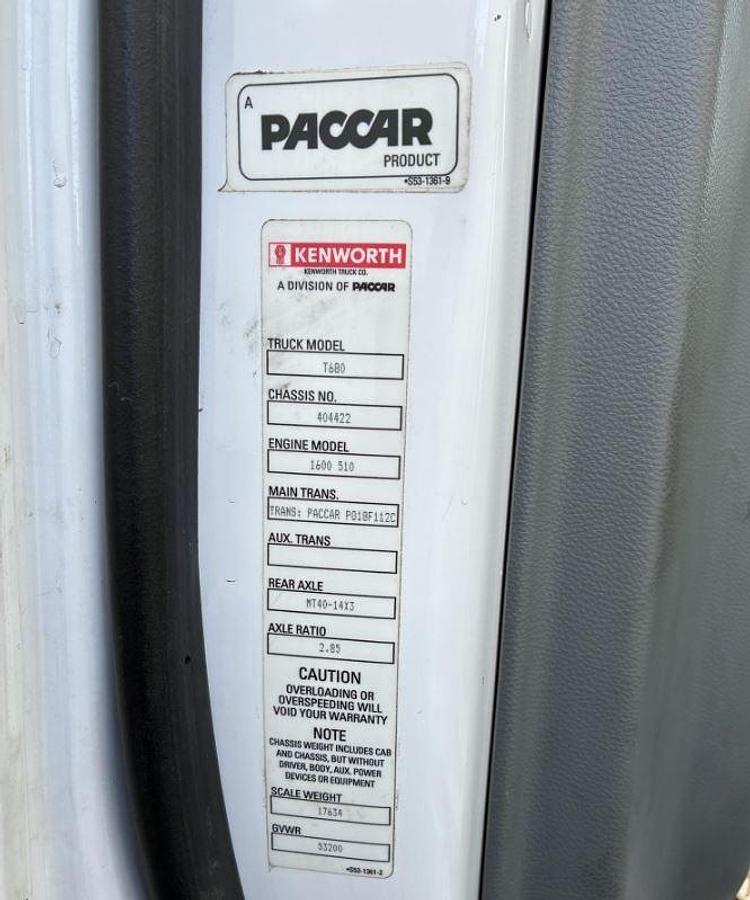 A
PACCAR
PRODUCT
•S53-1361-9
KENWORTH
KENWORTH TRUCK CO.
A DIVISION OF PACCAR
TRUCK MODEL
T680
CHASSIS NO.
404422
ENGINE MODEL
1600 510
MAIN TRANS.
TRANS: PACCAR PO18F112C
AUX. TRANS
REAR AXLE
MT40-14X3
AXLE RATIO
2.85
CAUTION
OVERLOADING OR
OVERSPEEDING WILL
VOID YOUR WARRANTY
NOTE
CHASSIS WEIGHT INCLUDES CAB
AND CHASSIS, BUT WITHOUT
DRIVER, BODY, AUX. POWER
DEVICES OR EQUIPMENT
SCALE WEIGHT
17634
GVWR
53200
•S53-1361-2